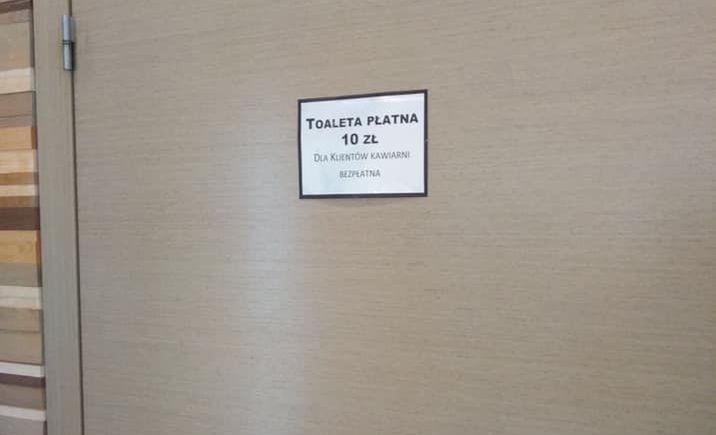 TOALETA PŁATNA
10 ZŁ
DLA KLIENTÓW KAWIARNI
BEZPŁATNA